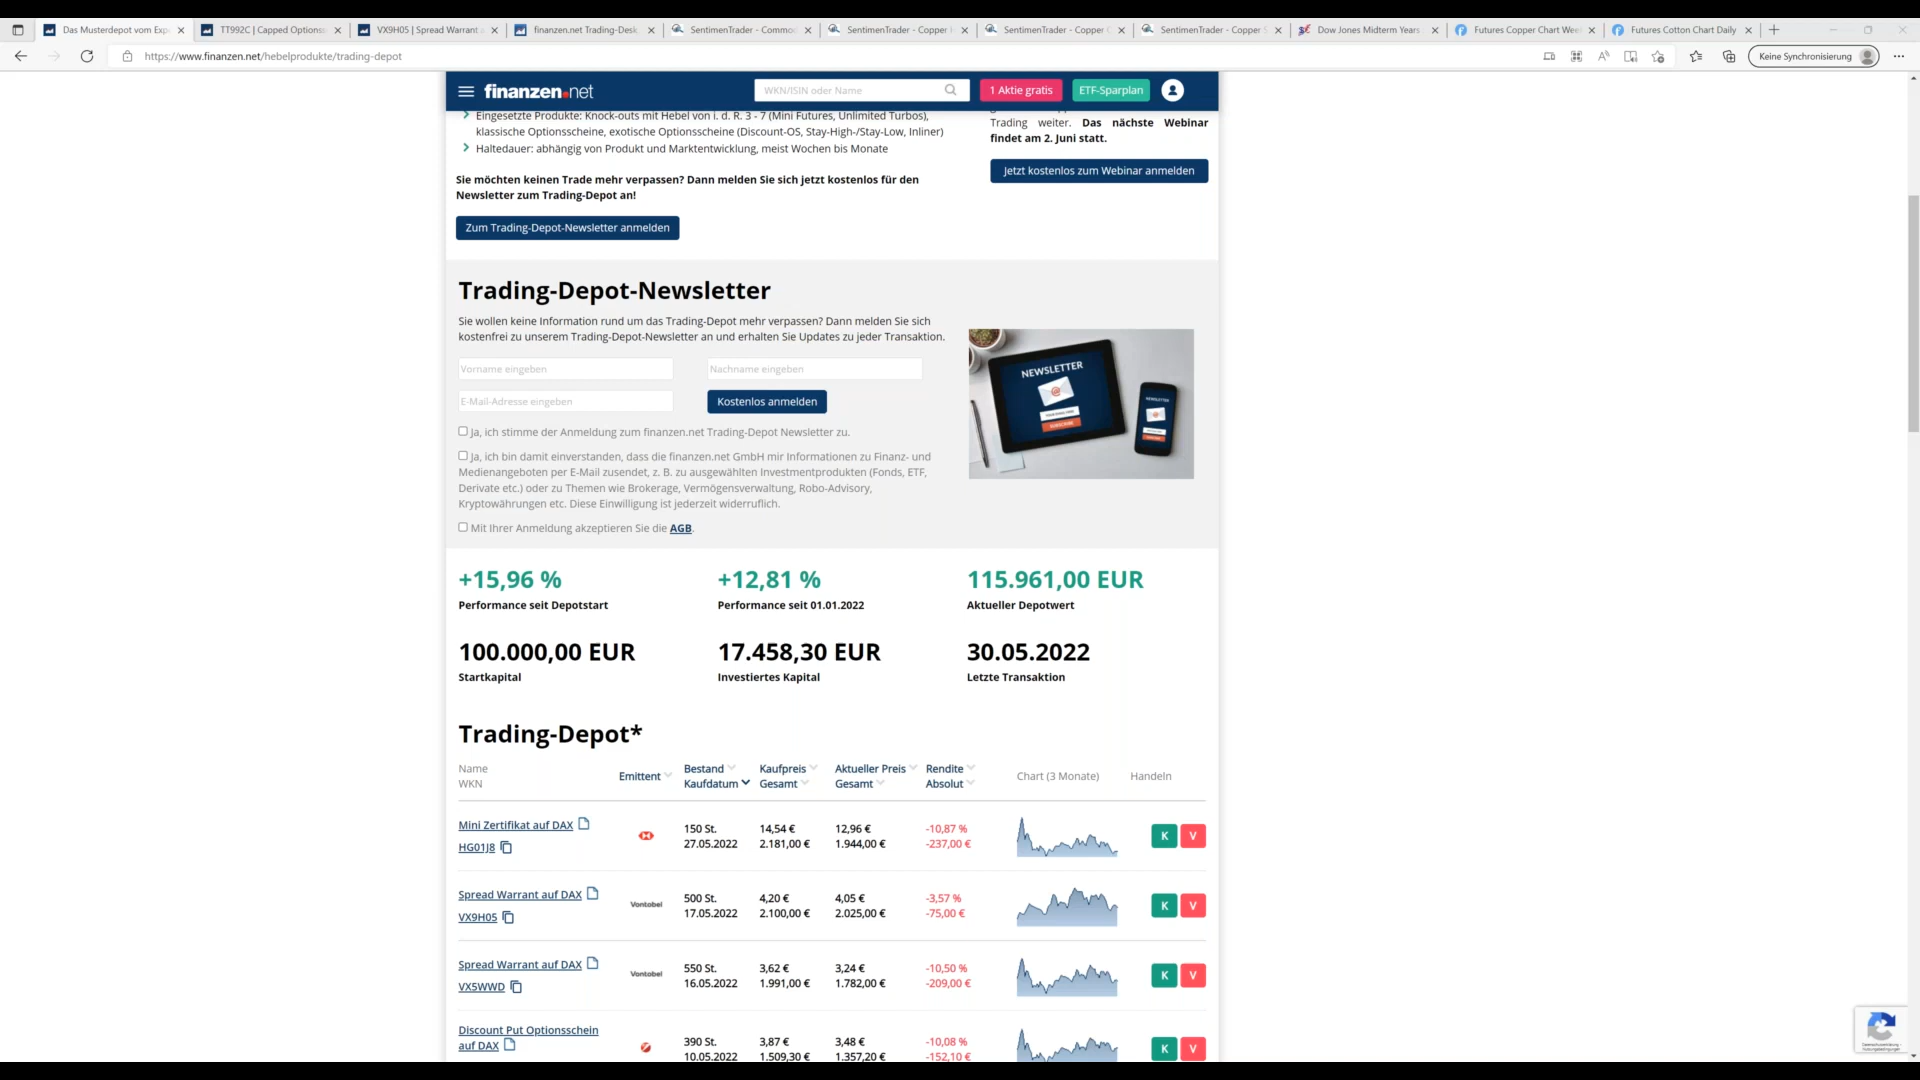 Das Musterdepot vom Exp
TT992C | Capped Options
VX9H05 | Spread Warrant a
finanzen.net Trading-Desk
SentimenTrader - Commo
SentimenTrader - Copper
SentimenTrader - Copper
SentimenTrader - Copper
Dow Jones Midterm Years
Futures Copper Chart Wee
Futures Cotton Chart Daily
https://www.finanzen.net/hebelprodukte/trading-depot
Keine Synchronisierung
finanzen.net
WKN/ISIN oder Name
1 Aktie gratis
ETF-Sparplan
Eingesetzte Produkte: Knock-outs mit Hebel von i. d. R. 3 - 7 (Mini Futures, Unlimited Turbos),
klassische Optionsscheine, exotische Optionsscheine (Discount-OS, Stay-High-/Stay-Low, Inliner)
Haltedauer: abhängig von Produkt und Marktentwicklung, meist Wochen bis Monate
Trading weiter. Das nächste Webinar
findet am 2. Juni statt.
Jetzt kostenlos zum Webinar anmelden
Sie möchten keinen Trade mehr verpassen? Dann melden Sie sich jetzt kostenlos für den
Newsletter zum Trading-Depot an!
Zum Trading-Depot-Newsletter anmelden
Trading-Depot-Newsletter
Sie wollen keine Information rund um das Trading-Depot mehr verpassen? Dann melden Sie sich
kostenfrei zu unserem Trading-Depot-Newsletter an und erhalten Sie Updates zu jeder Transaktion.
Vorname eingeben
Nachname eingeben
E-Mail-Adresse eingeben
Kostenlos anmelden
Ja, ich stimme der Anmeldung zum finanzen.net Trading-Depot Newsletter zu.
Ja, ich bin damit einverstanden, dass die finanzen.net GmbH mir Informationen zu Finanz- und
Medienangeboten per E-Mail zusendet, z. B. zu ausgewählten Investmentprodukten (Fonds, ETF,
Derivate etc.) oder zu Themen wie Brokerage, Vermögensverwaltung, Robo-Advisory,
Kryptowährungen etc. Diese Einwilligung ist jederzeit widerruflich.
Mit Ihrer Anmeldung akzeptieren Sie die AGB.
NEWSLETTER
SUBSCRIBE
NEWSLETTER
+15,96 %
Performance seit Depotstart
+12,81 %
Performance seit 01.01.2022
115.961,00 EUR
Aktueller Depotwert
100.000,00 EUR
Startkapital
17.458,30 EUR
Investiertes Kapital
30.05.2022
Letzte Transaktion
Trading-Depot*
Name
WKN
Emittent
Bestand
Kaufdatum
Kaufpreis
Gesamt
Aktueller Preis
Gesamt
Rendite
Absolut
Chart (3 Monate)
Handeln
Mini Zertifikat auf DAX
HG01J8
150 St.
27.05.2022
14,54 €
2.181,00 €
12,96 €
1.944,00 €
-10,87 %
-237,00 €
K
V
Spread Warrant auf DAX
VX9H05
Vontobel
500 St.
17.05.2022
4,20 €
2.100,00 €
4,05 €
2.025,00 €
-3,57 %
-75,00 €
K
V
Spread Warrant auf DAX
VX5WWD
Vontobel
550 St.
16.05.2022
3,62 €
1.991,00 €
3,24 €
1.782,00 €
-10,50 %
-209,00 €
K
V
Discount Put Optionsschein
auf DAX
390 St.
10.05.2022
3,87 €
1.509,30 €
3,48 €
1.357,20 €
-10,08 %
-152,10 €
K
V